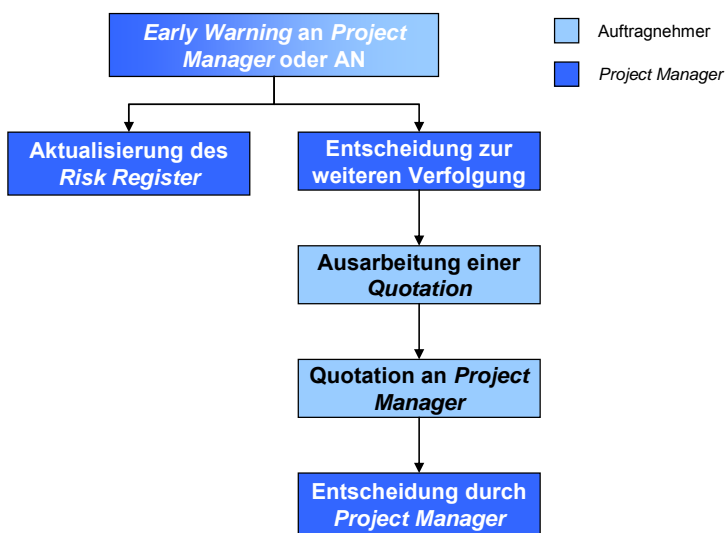 Early Warning an Project
Manager oder AN
Auftragnehmer
Project Manager
Aktualisierung des
Risk Register
Entscheidung zur
weiteren Verfolgung
Ausarbeitung einer
Quotation
Quotation an Project
Manager
Entscheidung durch
Project Manager